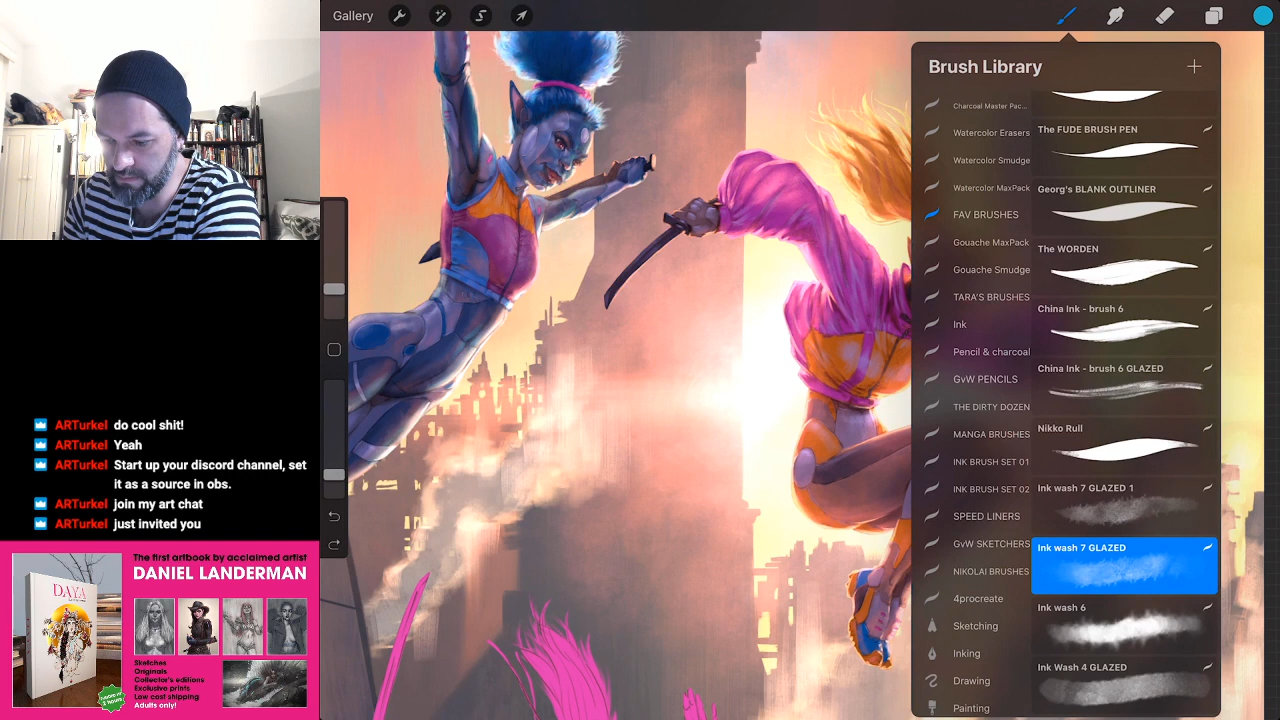 Gallery
Brush Library
Charcoal Master Pac...
Watercolor Erasers
Watercolor Smudge
Watercolor MaxPack
FAV BRUSHES
Gouache MaxPack
Gouache Smudge
TARA'S BRUSHES
Ink
Pencil & charcoal
GvW PENCILS
THE DIRTY DOZEN
MANGA BRUSHES
INK BRUSH SET 01
INK BRUSH SET 02
SPEED LINERS
GvW SKETCHERS
NIKOLAI BRUSHES
4procreate
Sketching
Inking
Drawing
Painting
The FUDE BRUSH PEN
Georg's BLANK OUTLINER
The WORDEN
China Ink - brush 6
China Ink - brush 6 GLAZED
Nikko Rull
Ink wash 7 GLAZED 1
Ink wash 7 GLAZED
Ink wash 6
Ink Wash 4 GLAZED
ARTurkel do cool shit!
ARTurkel Yeah
ARTurkel Start up your discord channel, set
it as a source in obs.
ARTurkel join my art chat
ARTurkel just invited you
The first artbook by acclaimed artist
DANIEL LANDERMAN
DAYA
Sketches
Originals
Collector's editions
Exclusive prints
Low cost shipping
Adults only!